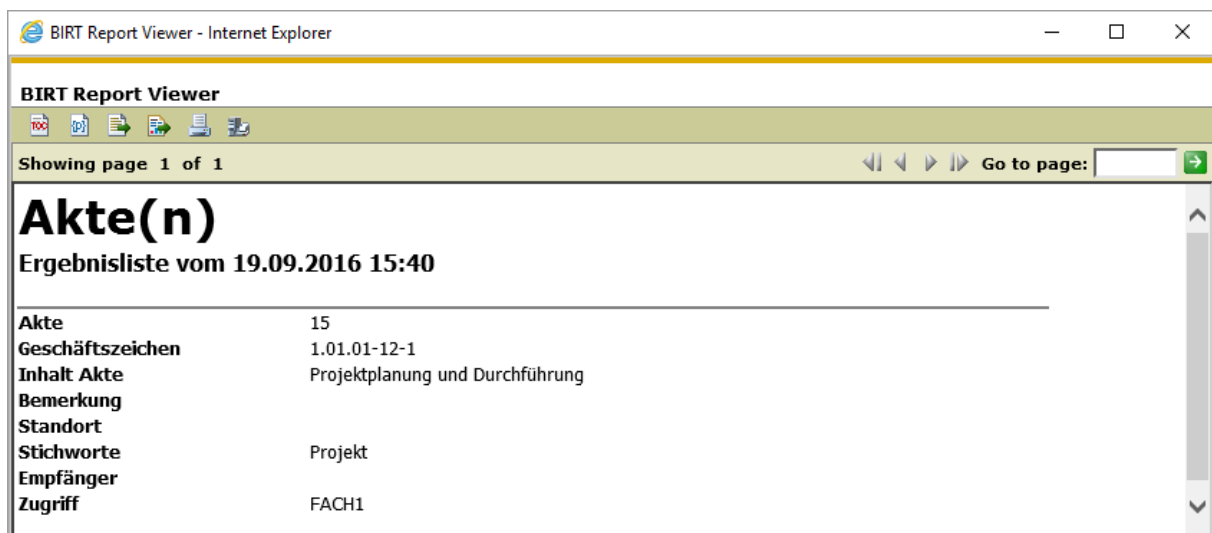 BIRT Report Viewer - Internet Explorer
BIRT Report Viewer
TOC {P}
Showing page 1 of 1 Go to page:
Akte(n)
Ergebnisliste vom 19.09.2016 15:40
Akte 15
Geschäftszeichen 1.01.01-12-1
Inhalt Akte Projektplanung und Durchführung
Bemerkung
Standort
Stichworte Projekt
Empfänger
Zugriff FACH1